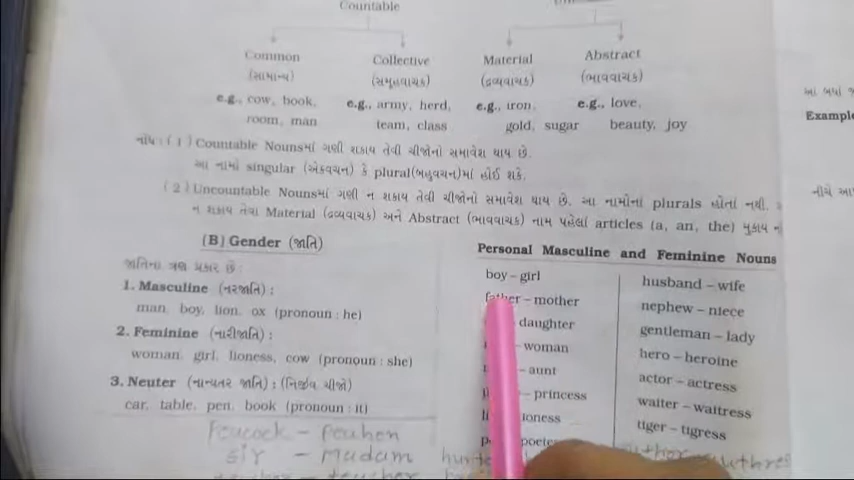 Countable
Common
Collective
Material
Abstract
(સામાન્ય)
(સમૂહવાચક)
(દ્રવ્યવાચક)
(ભાવવાચક)
e.g., cow, book,
room, man
e.g., army, herd,
team, class
e.g., iron,
gold, sugar
e.g., love,
beauty, joy
નોંધ : (1) Countable Nounsમાં ગણી શકાય તેવી ચીજોનો સમાવેશ થાય છે.
આ નામો singular (એકવચન) કે plural(બહુવચન)માં હોઈ શકે.
(2) Uncountable Nounsમાં ગણી ન શકાય તેવી ચીજોનો સમાવેશ થાય છે. આ નામોનાં plurals હોતાં નથી.
ન શકાય તેવા Material (દ્રવ્યવાચક) અને Abstract (ભાવવાચક) નામ પહેલાં articles (a, an, the) મુકાય ન
(B) Gender (જાતિ)
જાતિના ત્રણ પ્રકાર છે :
1. Masculine (નરજાતિ) :
man, boy, lion, ox (pronoun : he)
2. Feminine (નારીજાતિ) :
woman, girl, lioness, cow (pronoun : she)
3. Neuter (નાન્યતર જાતિ) : (નિર્જીવ ચીજો)
car, table, pen, book (pronoun : it)
Peacock – Peahen
Sir – Madam
Personal Masculine and Feminine Nouns
boy – girl
father – mother
daughter
– woman
– aunt
– princess
husband – wife
nephew – niece
gentleman – lady
hero – heroine
actor – actress
waiter – waitress
tiger – tigress
Example